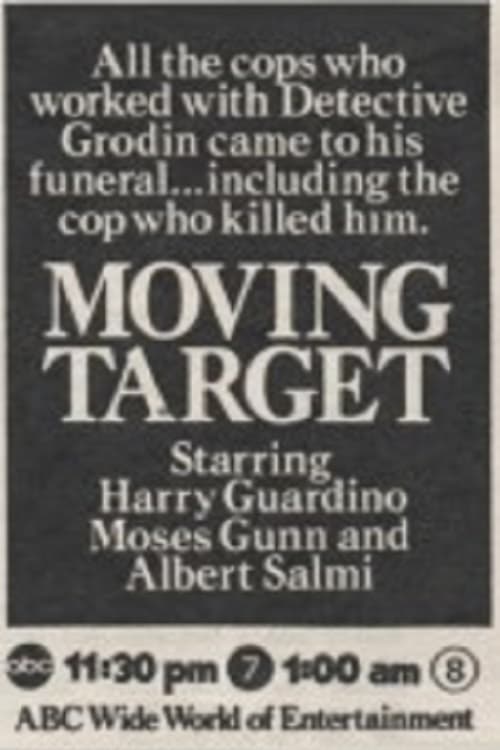 All the cops who
worked with Detective
Grodin came to his
funeral...including the
cop who killed him.
MOVING
TARGET
Starring
Harry Guardino
Moses Gunn and
Albert Salmi
abc 11:30 pm 7 1:00 am 8
ABC Wide World of Entertainment